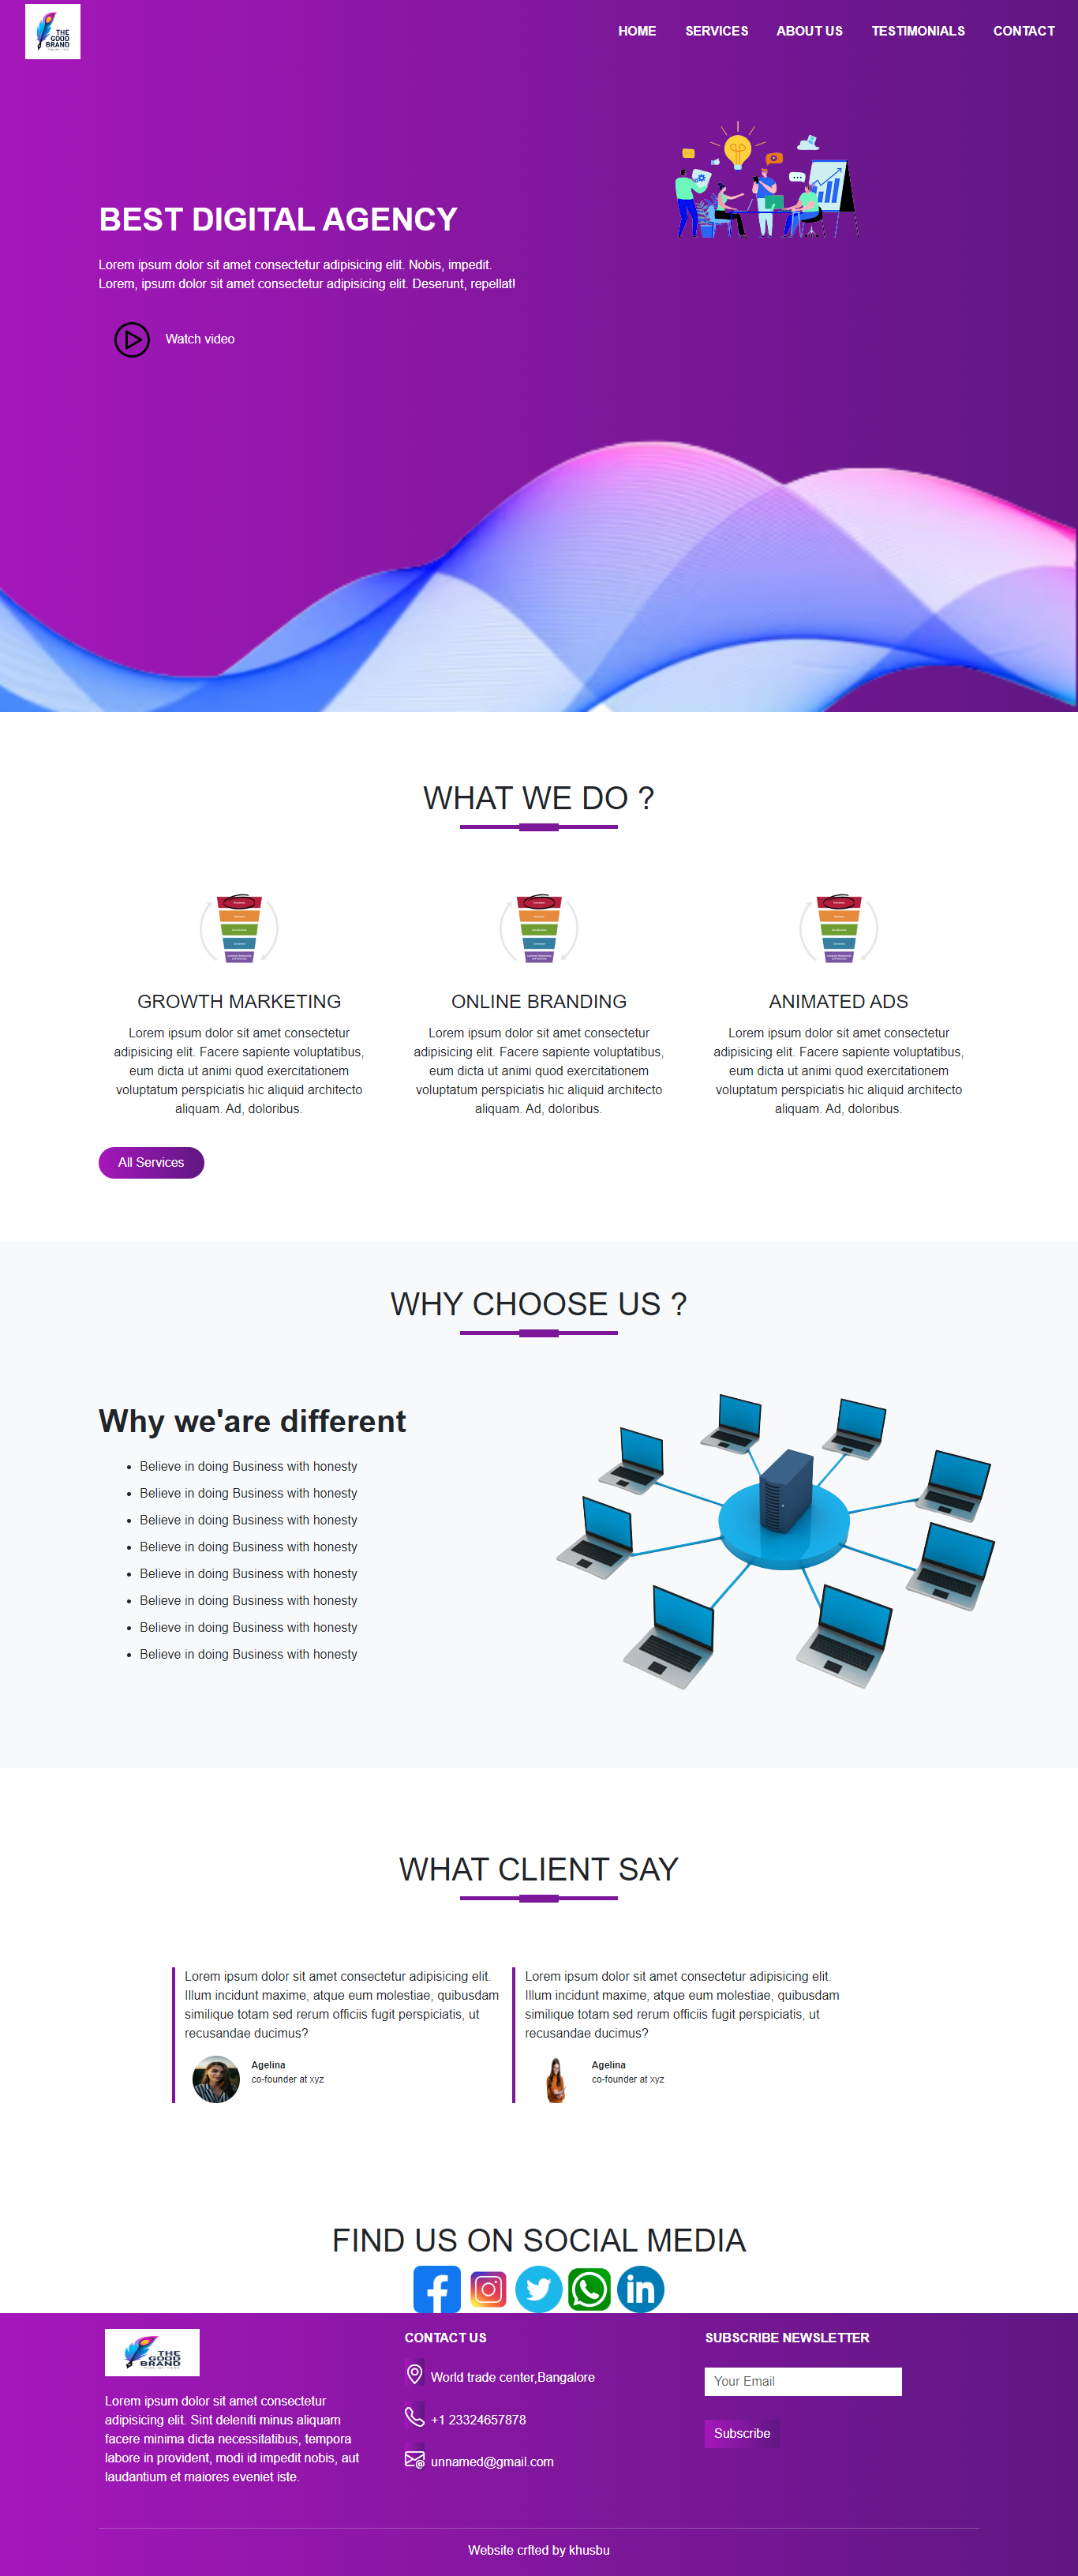 THE
GOOD
BRAND
HOME SERVICES ABOUT US TESTIMONIALS CONTACT
BEST DIGITAL AGENCY
Lorem ipsum dolor sit amet consectetur adipisicing elit. Nobis, impedit.
Lorem, ipsum dolor sit amet consectetur adipisicing elit. Deserunt, repellat!
Watch video
WHAT WE DO ?
GROWTH MARKETING
Lorem ipsum dolor sit amet consectetur
adipisicing elit. Facere sapiente voluptatibus,
eum dicta ut animi quod exercitationem
voluptatum perspiciatis hic aliquid architecto
aliquam. Ad, doloribus.
ONLINE BRANDING
Lorem ipsum dolor sit amet consectetur
adipisicing elit. Facere sapiente voluptatibus,
eum dicta ut animi quod exercitationem
voluptatum perspiciatis hic aliquid architecto
aliquam. Ad, doloribus.
ANIMATED ADS
Lorem ipsum dolor sit amet consectetur
adipisicing elit. Facere sapiente voluptatibus,
eum dicta ut animi quod exercitationem
voluptatum perspiciatis hic aliquid architecto
aliquam. Ad, doloribus.
All Services
WHY CHOOSE US ?
Why we'are different
Believe in doing Business with honesty
Believe in doing Business with honesty
Believe in doing Business with honesty
Believe in doing Business with honesty
Believe in doing Business with honesty
Believe in doing Business with honesty
Believe in doing Business with honesty
Believe in doing Business with honesty
WHAT CLIENT SAY
Lorem ipsum dolor sit amet consectetur adipisicing elit.
Illum incidunt maxime, atque eum molestiae, quibusdam
similique totam sed rerum officiis fugit perspiciatis, ut
recusandae ducimus?
Agelina
co-founder at xyz
Lorem ipsum dolor sit amet consectetur adipisicing elit.
Illum incidunt maxime, atque eum molestiae, quibusdam
similique totam sed rerum officiis fugit perspiciatis, ut
recusandae ducimus?
Agelina
co-founder at xyz
FIND US ON SOCIAL MEDIA
THE
GOOD
BRAND
Lorem ipsum dolor sit amet consectetur
adipisicing elit. Sint deleniti minus aliquam
facere minima dicta necessitatibus, tempora
labore in provident, modi id impedit nobis, aut
laudantium et maiores eveniet iste.
CONTACT US
World trade center,Bangalore
+1 23324657878
unnamed@gmail.com
SUBSCRIBE NEWSLETTER
Your Email
Subscribe
Website crfted by khusbu